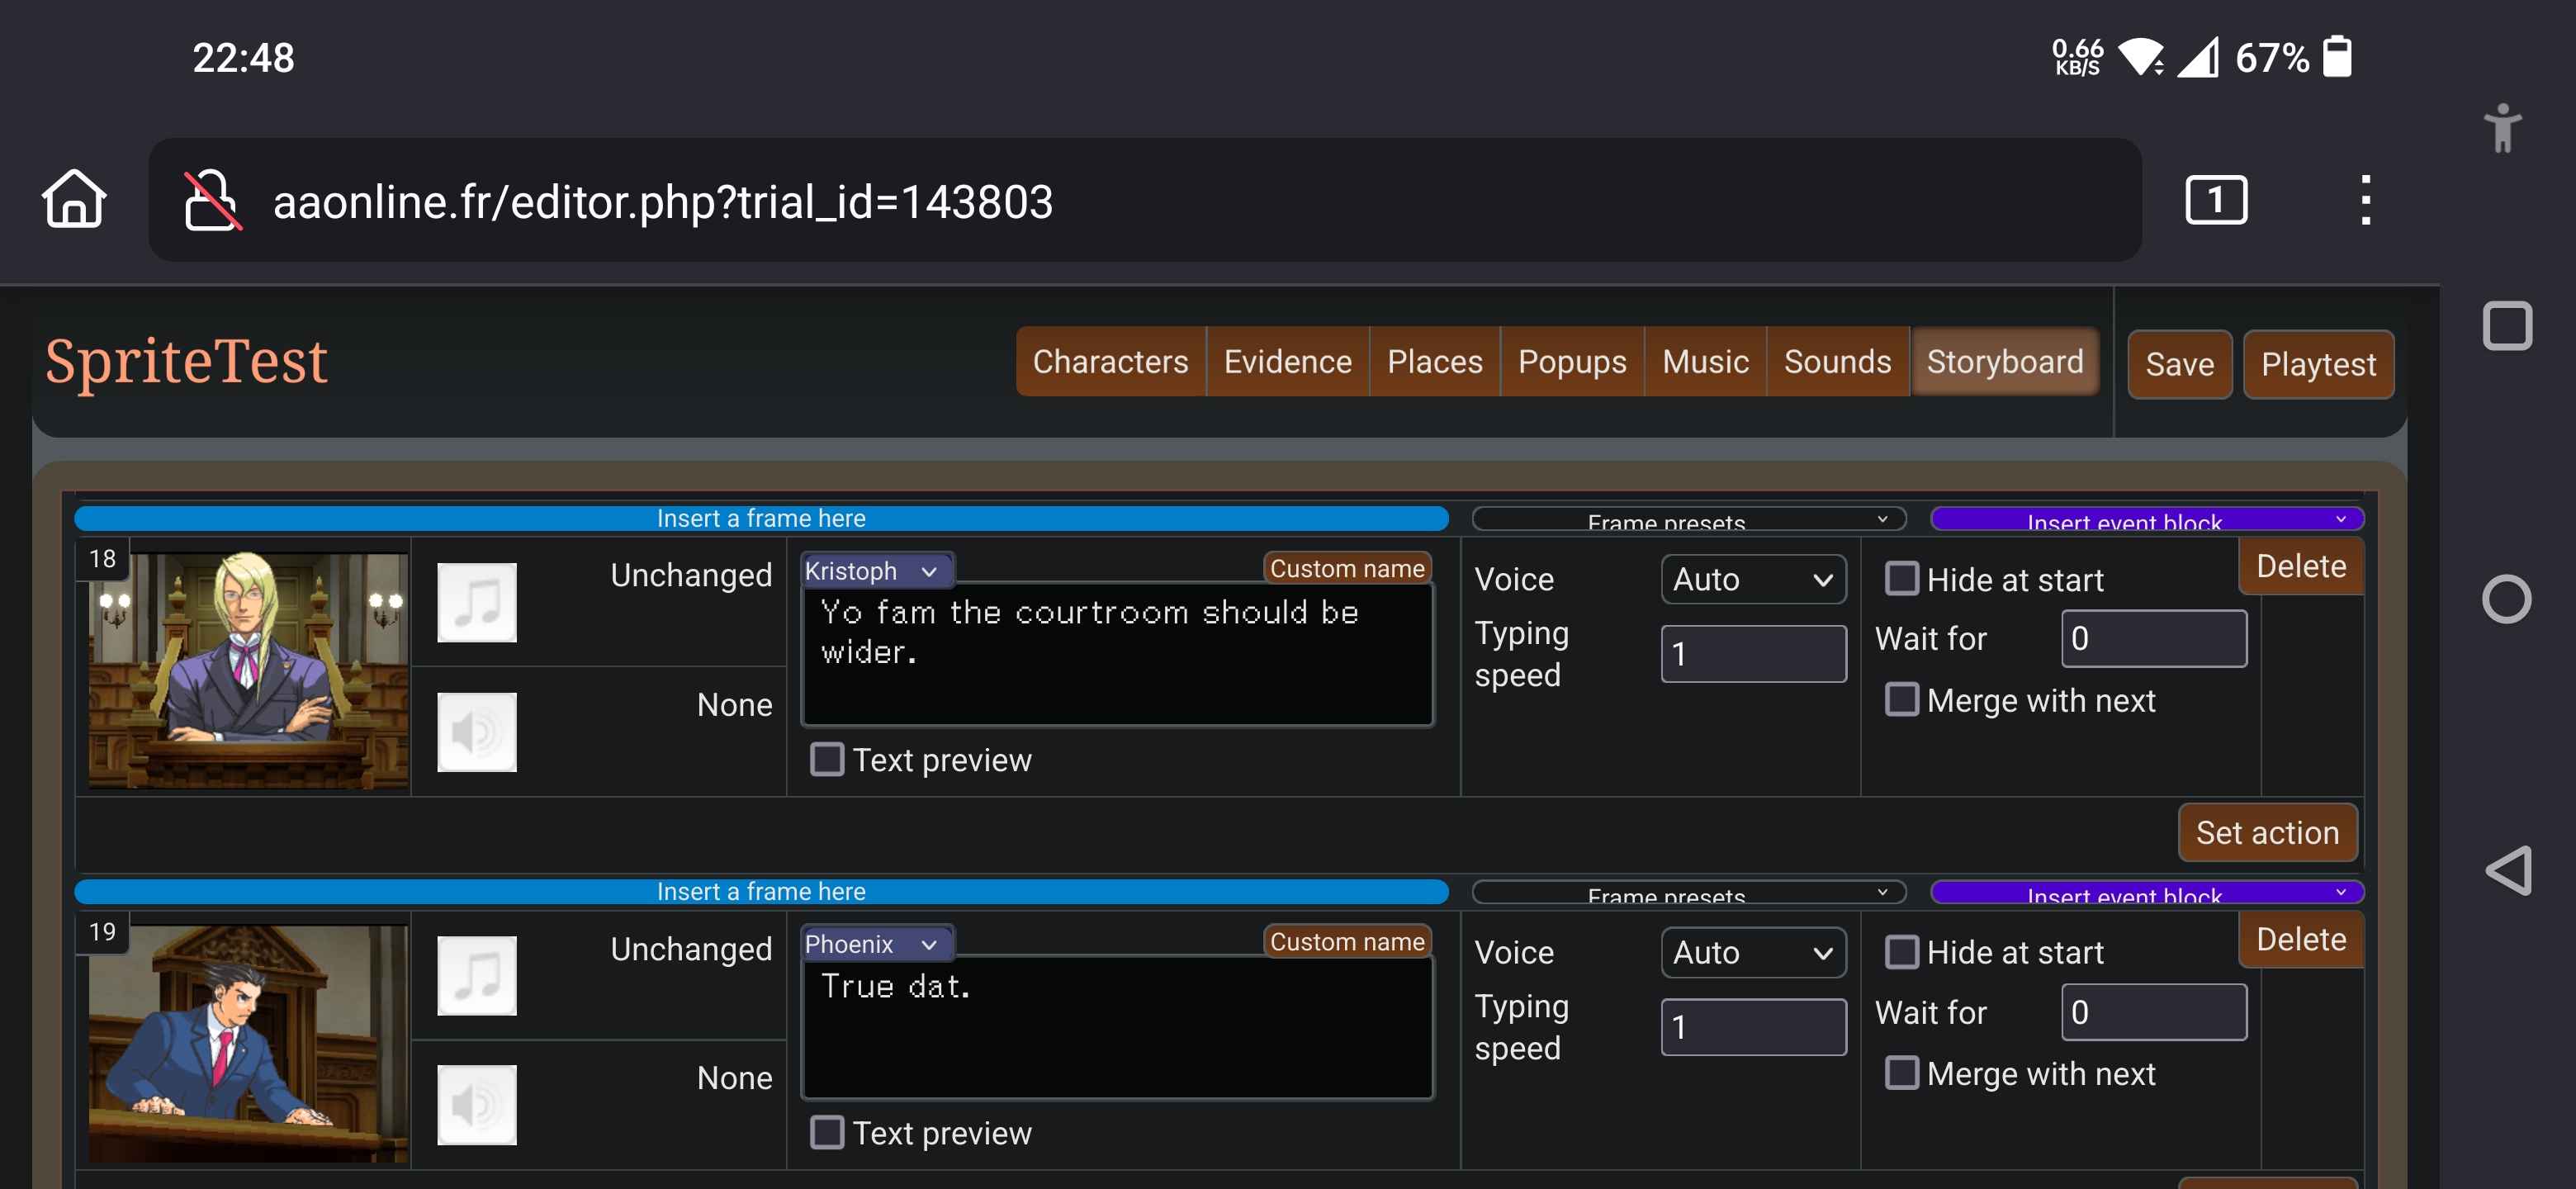 22:48
0.66
KB/S
67%
aaonline.fr/editor.php?trial_id=143803
1
SpriteTest
Characters
Evidence
Places
Popups
Music
Sounds
Storyboard
Save
Playtest
Insert a frame here
Frame presets
Insert event block
18
Unchanged
None
Kristoph
Custom name
Yo fam the courtroom should be
wider.
Text preview
Voice
Auto
Typing
speed
1
Hide at start
Wait for
0
Merge with next
Delete
Set action
Insert a frame here
Frame presets
Insert event block
19
Unchanged
None
Phoenix
Custom name
True dat.
Text preview
Voice
Auto
Typing
speed
1
Hide at start
Wait for
0
Merge with next
Delete